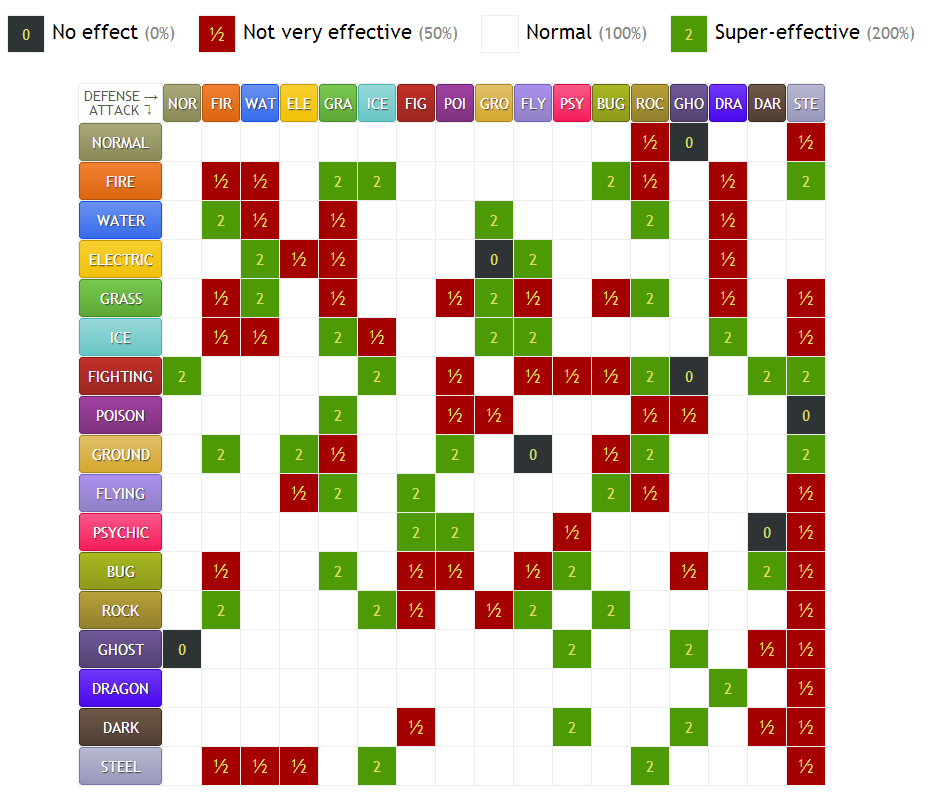 0 No effect (0%) ½ Not very effective (50%) Normal (100%) 2 Super-effective (200%)
DEFENSE →
ATTACK ⤵ NOR FIR WAT ELE GRA ICE FIG POI GRO FLY PSY BUG ROC GHO DRA DAR STE
NORMAL ½ 0 ½
FIRE ½ ½ 2 2 2 ½ ½ 2
WATER 2 ½ ½ 2 2 ½
ELECTRIC 2 ½ ½ 0 2 ½
GRASS ½ 2 ½ ½ 2 ½ ½ 2 ½ ½
ICE ½ ½ 2 ½ 2 2 2 ½
FIGHTING 2 2 ½ ½ ½ ½ 2 0 2 2
POISON 2 ½ ½ ½ ½ 0
GROUND 2 2 ½ 2 0 ½ 2 2
FLYING ½ 2 2 2 ½ ½
PSYCHIC 2 2 ½ 0 ½
BUG ½ 2 ½ ½ ½ 2 ½ 2 ½
ROCK 2 2 ½ ½ 2 2 ½
GHOST 0 2 2 ½ ½
DRAGON 2 ½
DARK ½ 2 2 ½ ½
STEEL ½ ½ ½ 2 2 ½